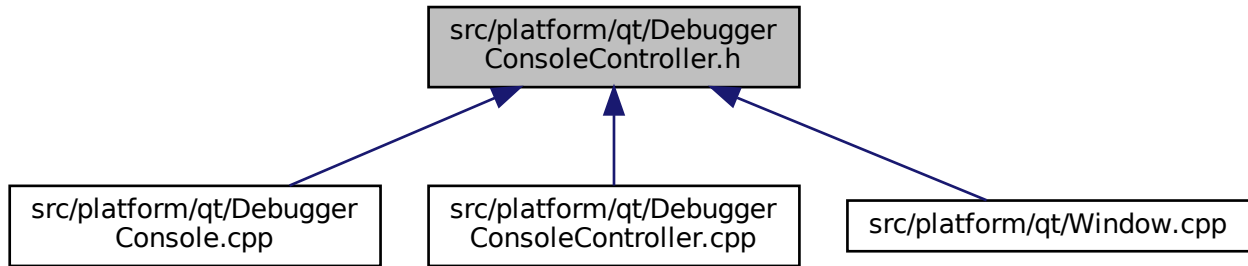 src/platform/qt/Debugger
ConsoleController.h
src/platform/qt/Debugger
Console.cpp
src/platform/qt/Debugger
ConsoleController.cpp
src/platform/qt/Window.cpp